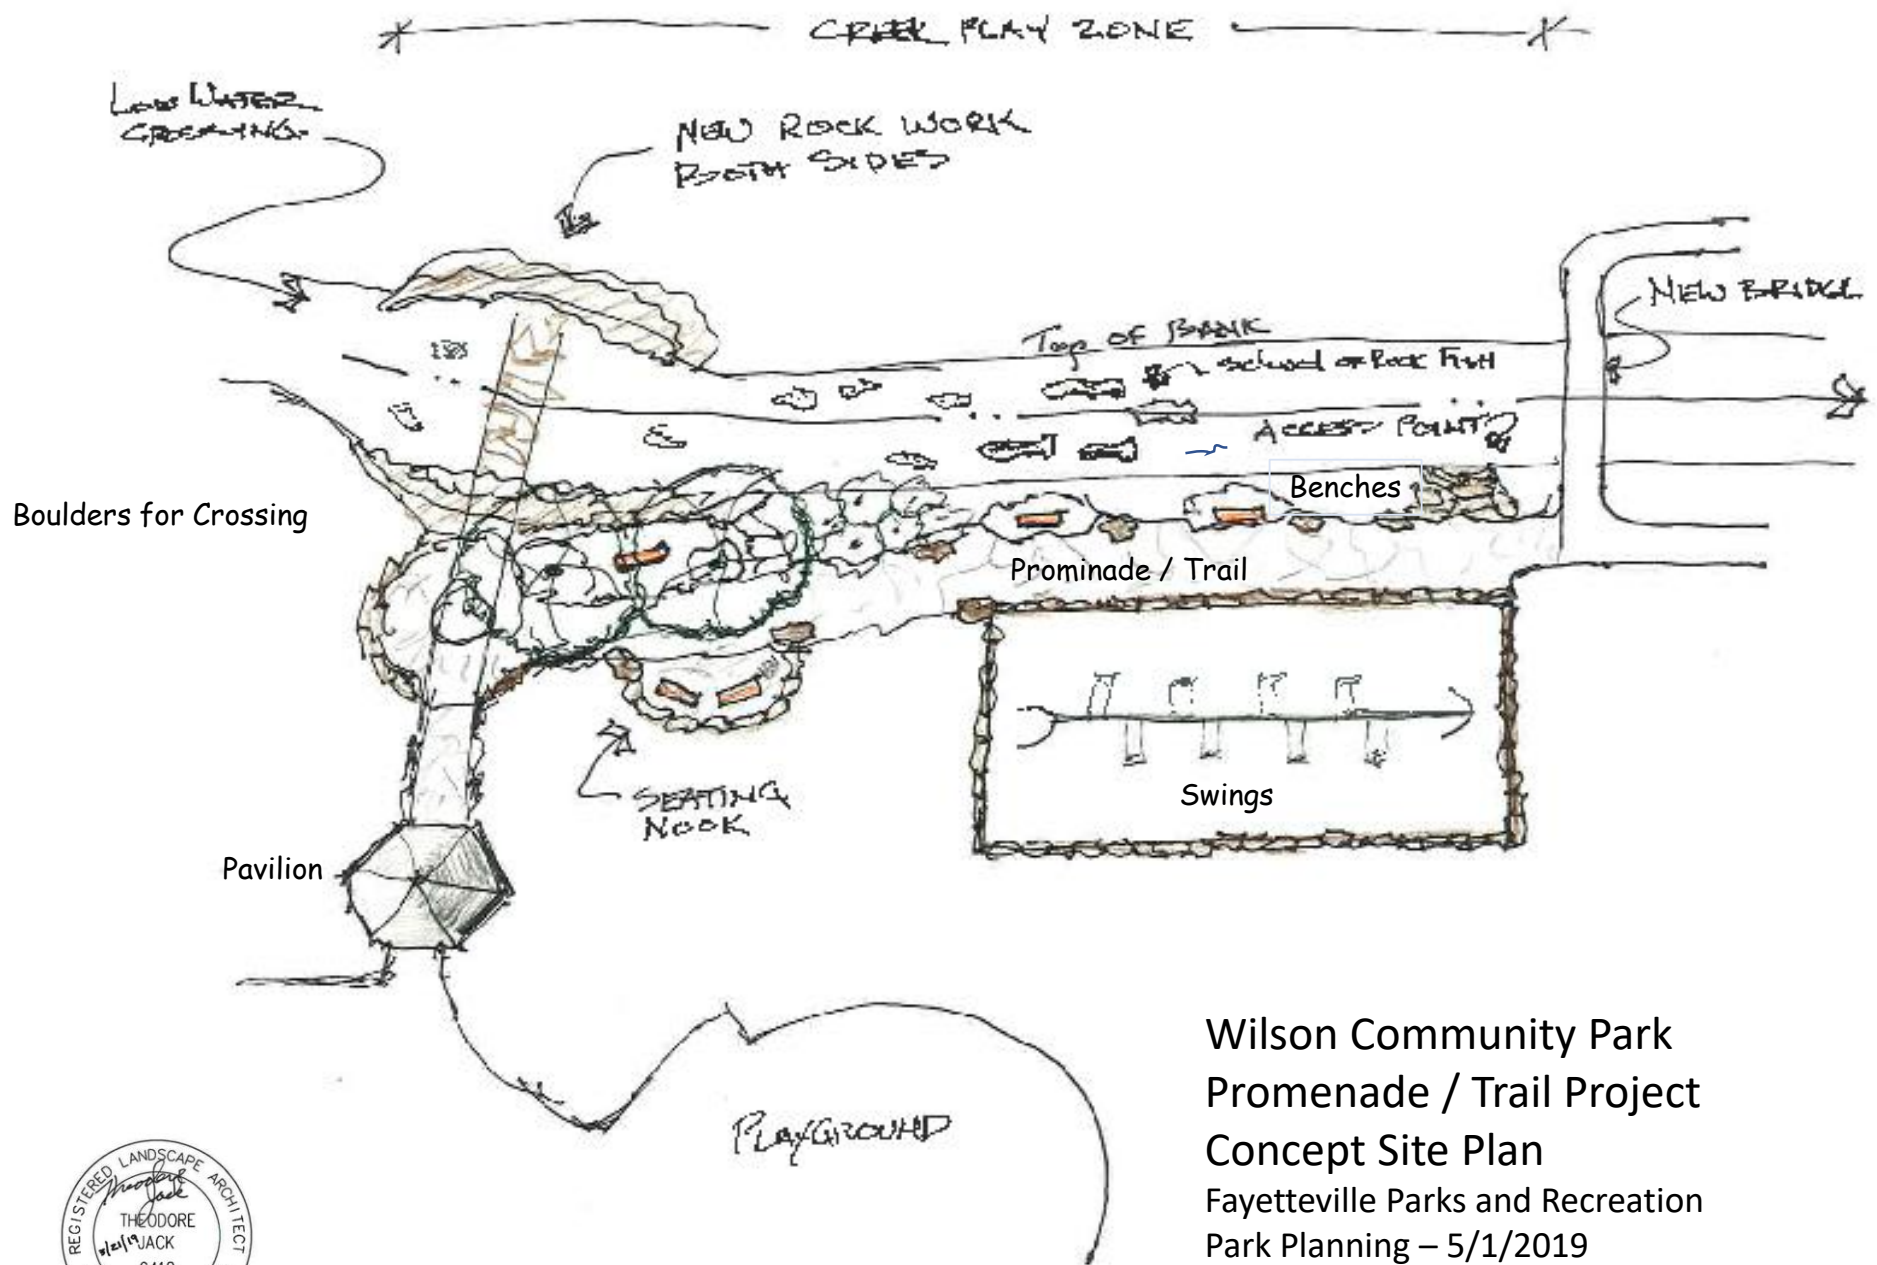 CREEK PLAY ZONE
LOW WATER
CROSSING
NEW ROCK WORK
BOTH SIDES
NEW BRIDGE
TOP OF BANK
SCHOOL OF ROCK FISH
ACCESS POINT
Benches
Boulders for Crossing
Prominade / Trail
SEATING
NOOK
Swings
Pavilion
PLAYGROUND
Wilson Community Park
Promenade / Trail Project
Concept Site Plan
Fayetteville Parks and Recreation
Park Planning – 5/1/2019
REGISTERED LANDSCAPE ARCHITECT
Theodore
Jack
THEODORE
JACK